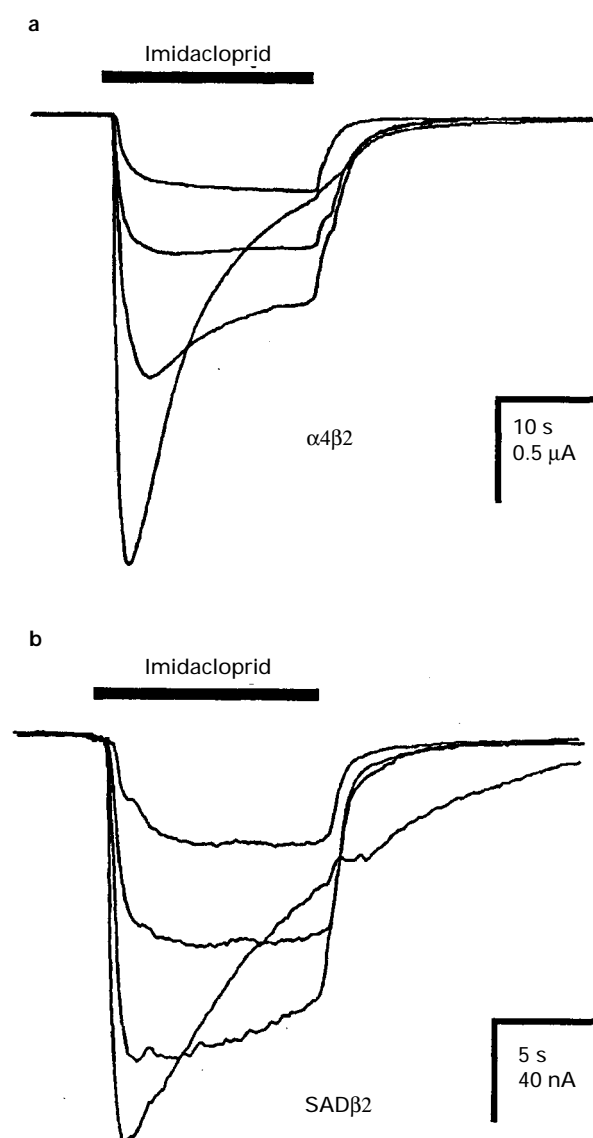 a
Imidacloprid
α4β2
10 s
0.5 μA
b
Imidacloprid
SADβ2
5 s
40 nA